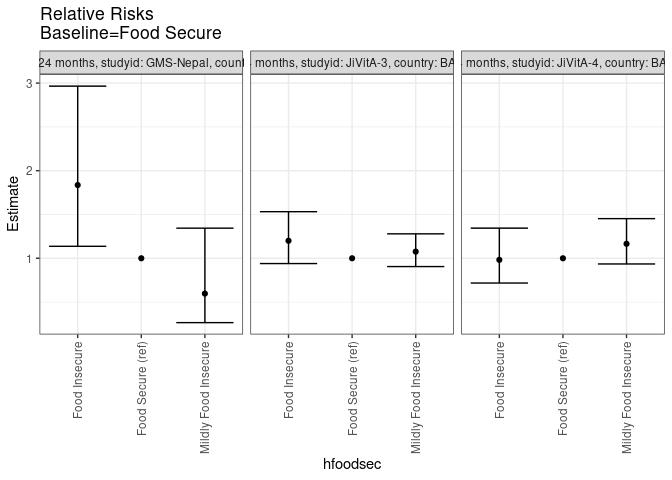 Relative Risks
Baseline=Food Secure
24 months, studyid: GMS-Nepal, count
months, studyid: JiVitA-3, country: BA
months, studyid: JiVitA-4, country: BA
3
2
1
Estimate
Food Insecure
Food Secure (ref)
Mildly Food Insecure
Food Insecure
Food Secure (ref)
Mildly Food Insecure
Food Insecure
Food Secure (ref)
Mildly Food Insecure
hfoodsec